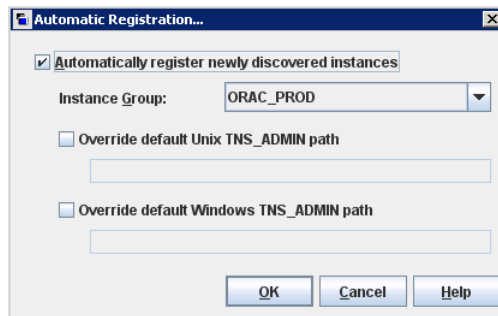 Automatic Registration...
Automatically register newly discovered instances
Instance Group: ORAC_PROD
Override default Unix TNS_ADMIN path
Override default Windows TNS_ADMIN path
OK Cancel Help